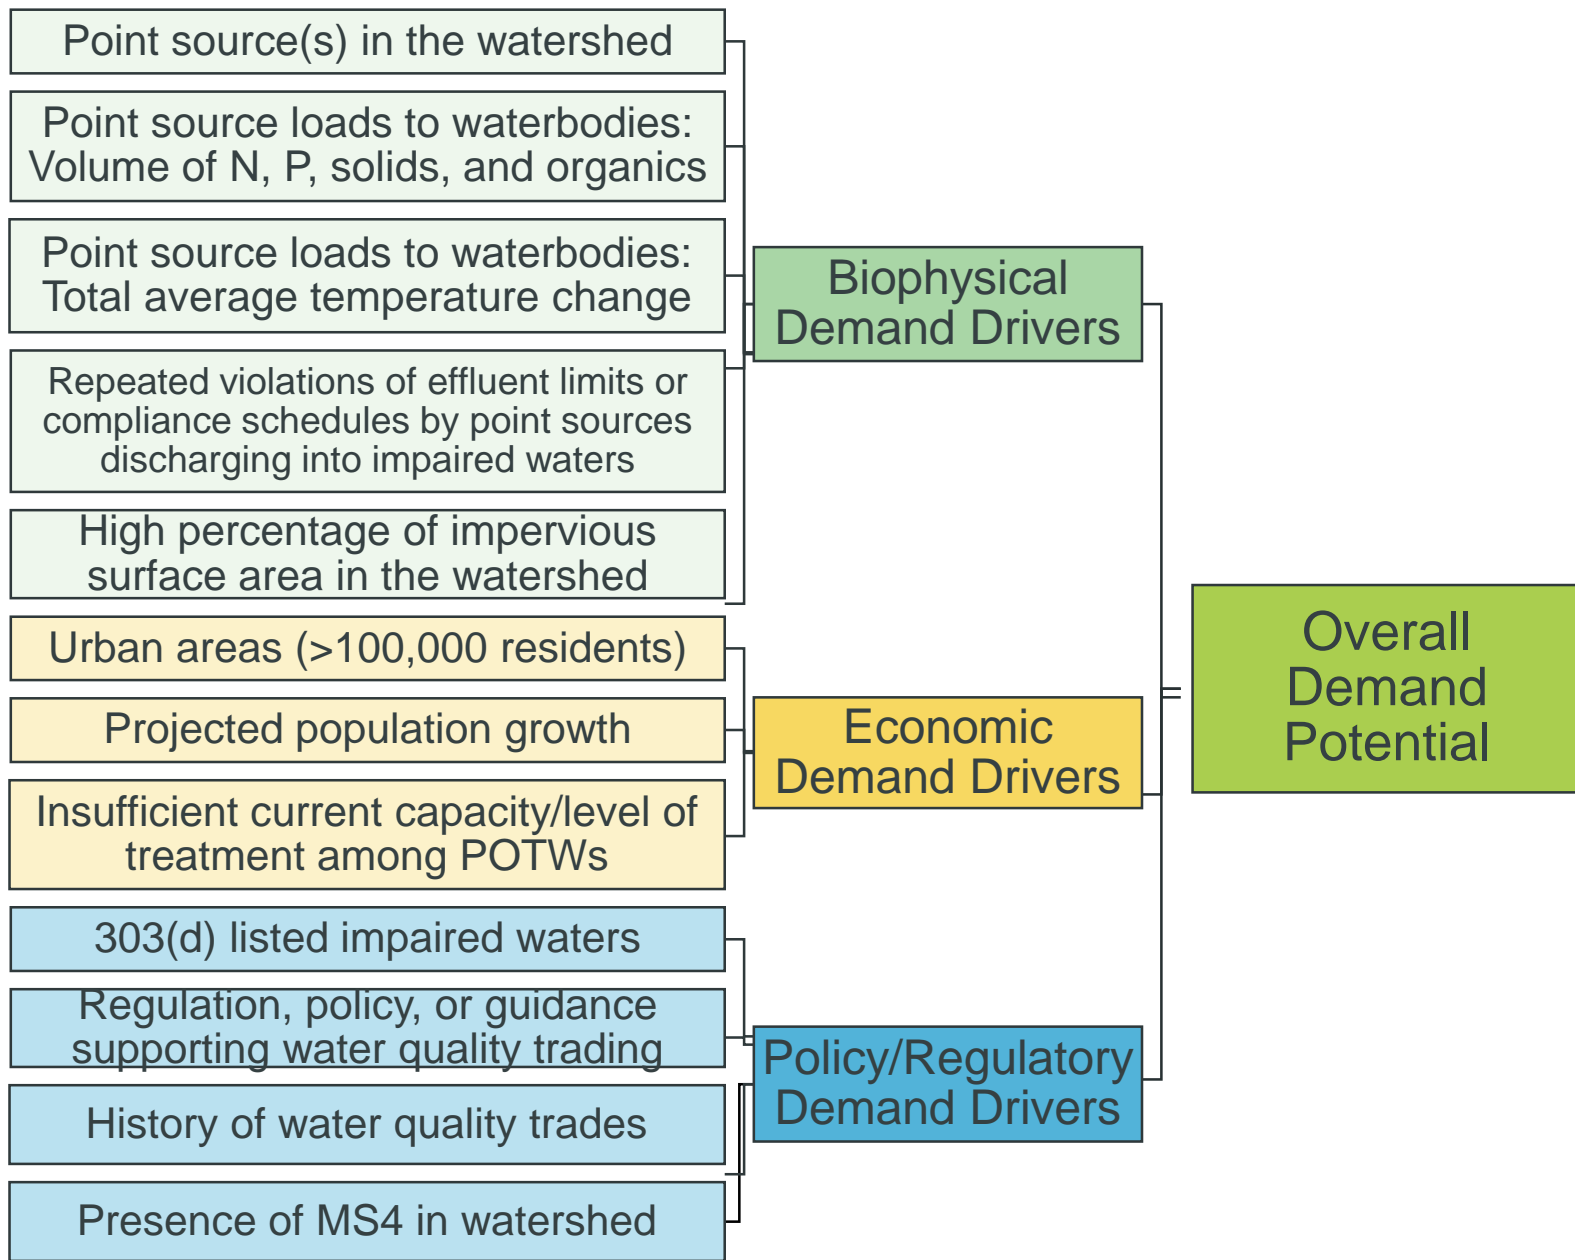 Point source(s) in the watershed
Point source loads to waterbodies:
Volume of N, P, solids, and organics
Point source loads to waterbodies:
Total average temperature change
Repeated violations of effluent limits or
compliance schedules by point sources
discharging into impaired waters
High percentage of impervious
surface area in the watershed
Biophysical
Demand Drivers
Urban areas (>100,000 residents)
Projected population growth
Insufficient current capacity/level of
treatment among POTWs
Economic
Demand Drivers
303(d) listed impaired waters
Regulation, policy, or guidance
supporting water quality trading
History of water quality trades
Presence of MS4 in watershed
Policy/Regulatory
Demand Drivers
Overall
Demand
Potential